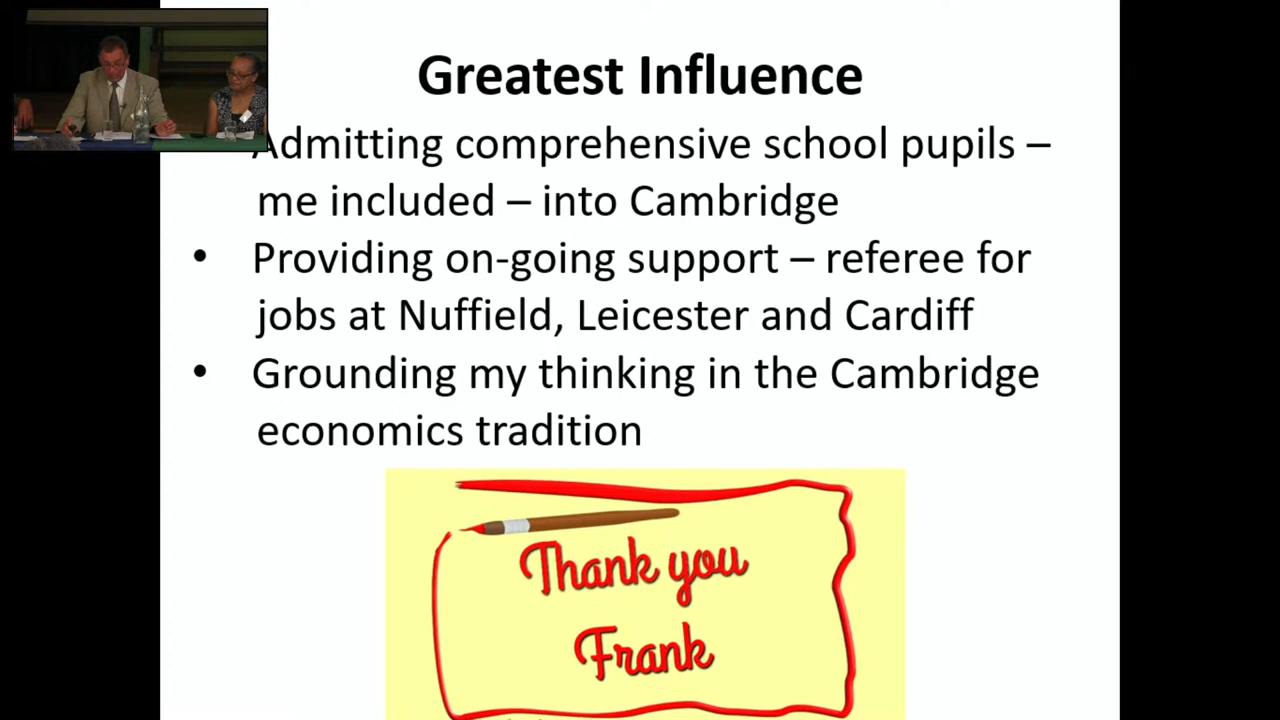 Greatest Influence
Admitting comprehensive school pupils –
me included – into Cambridge
• Providing on-going support – referee for
jobs at Nuffield, Leicester and Cardiff
• Grounding my thinking in the Cambridge
economics tradition
Thank you
Frank